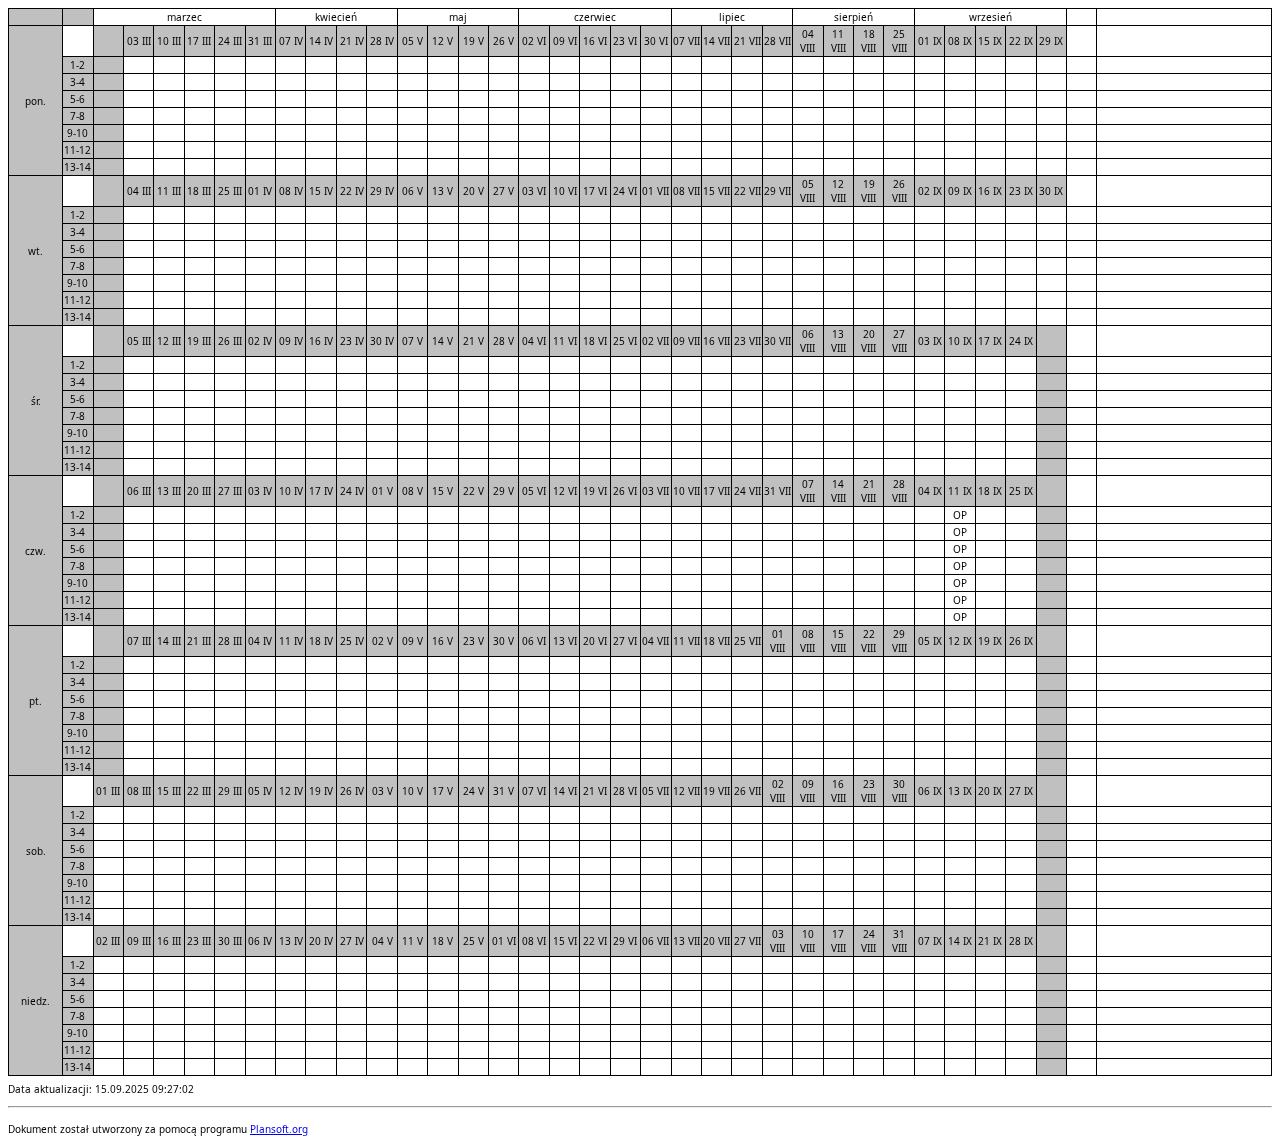 marzec kwiecień maj czerwiec lipiec sierpień wrzesień
pon. 03 III 10 III 17 III 24 III 31 III 07 IV 14 IV 21 IV 28 IV 05 V 12 V 19 V 26 V 02 VI 09 VI 16 VI 23 VI 30 VI 07 VII 14 VII 21 VII 28 VII 04 VIII 11 VIII 18 VIII 25 VIII 01 IX 08 IX 15 IX 22 IX 29 IX
1-2
3-4
5-6
7-8
9-10
11-12
13-14
wt. 04 III 11 III 18 III 25 III 01 IV 08 IV 15 IV 22 IV 29 IV 06 V 13 V 20 V 27 V 03 VI 10 VI 17 VI 24 VI 01 VII 08 VII 15 VII 22 VII 29 VII 05 VIII 12 VIII 19 VIII 26 VIII 02 IX 09 IX 16 IX 23 IX 30 IX
1-2
3-4
5-6
7-8
9-10
11-12
13-14
śr. 05 III 12 III 19 III 26 III 02 IV 09 IV 16 IV 23 IV 30 IV 07 V 14 V 21 V 28 V 04 VI 11 VI 18 VI 25 VI 02 VII 09 VII 16 VII 23 VII 30 VII 06 VIII 13 VIII 20 VIII 27 VIII 03 IX 10 IX 17 IX 24 IX
1-2
3-4
5-6
7-8
9-10
11-12
13-14
czw. 06 III 13 III 20 III 27 III 03 IV 10 IV 17 IV 24 IV 01 V 08 V 15 V 22 V 29 V 05 VI 12 VI 19 VI 26 VI 03 VII 10 VII 17 VII 24 VII 31 VII 07 VIII 14 VIII 21 VIII 28 VIII 04 IX 11 IX 18 IX 25 IX
1-2 OP
3-4 OP
5-6 OP
7-8 OP
9-10 OP
11-12 OP
13-14 OP
pt. 07 III 14 III 21 III 28 III 04 IV 11 IV 18 IV 25 IV 02 V 09 V 16 V 23 V 30 V 06 VI 13 VI 20 VI 27 VI 04 VII 11 VII 18 VII 25 VII 01 VIII 08 VIII 15 VIII 22 VIII 29 VIII 05 IX 12 IX 19 IX 26 IX
1-2
3-4
5-6
7-8
9-10
11-12
13-14
sob. 01 III 08 III 15 III 22 III 29 III 05 IV 12 IV 19 IV 26 IV 03 V 10 V 17 V 24 V 31 V 07 VI 14 VI 21 VI 28 VI 05 VII 12 VII 19 VII 26 VII 02 VIII 09 VIII 16 VIII 23 VIII 30 VIII 06 IX 13 IX 20 IX 27 IX
1-2
3-4
5-6
7-8
9-10
11-12
13-14
niedz. 02 III 09 III 16 III 23 III 30 III 06 IV 13 IV 20 IV 27 IV 04 V 11 V 18 V 25 V 01 VI 08 VI 15 VI 22 VI 29 VI 06 VII 13 VII 20 VII 27 VII 03 VIII 10 VIII 17 VIII 24 VIII 31 VIII 07 IX 14 IX 21 IX 28 IX
1-2
3-4
5-6
7-8
9-10
11-12
13-14
Data aktualizacji: 15.09.2025 09:27:02
Dokument został utworzony za pomocą programu Plansoft.org